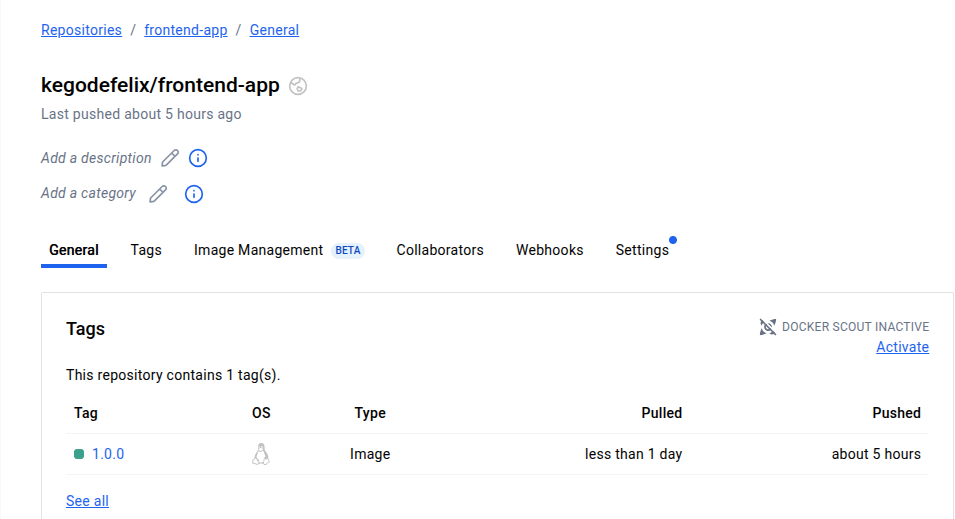 Repositories / frontend-app / General
kegodefelix/frontend-app
Last pushed about 5 hours ago
Add a description
Add a category
General Tags Image Management BETA Collaborators Webhooks Settings
Tags
DOCKER SCOUT INACTIVE
Activate
This repository contains 1 tag(s).
Tag OS Type Pulled Pushed
1.0.0 Image less than 1 day about 5 hours
See all